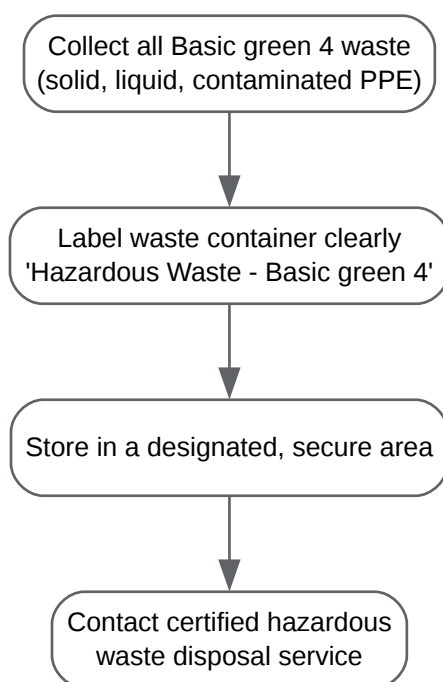 Collect all Basic green 4 waste
(solid, liquid, contaminated PPE)
Label waste container clearly
'Hazardous Waste - Basic green 4'
Store in a designated, secure area
Contact certified hazardous
waste disposal service